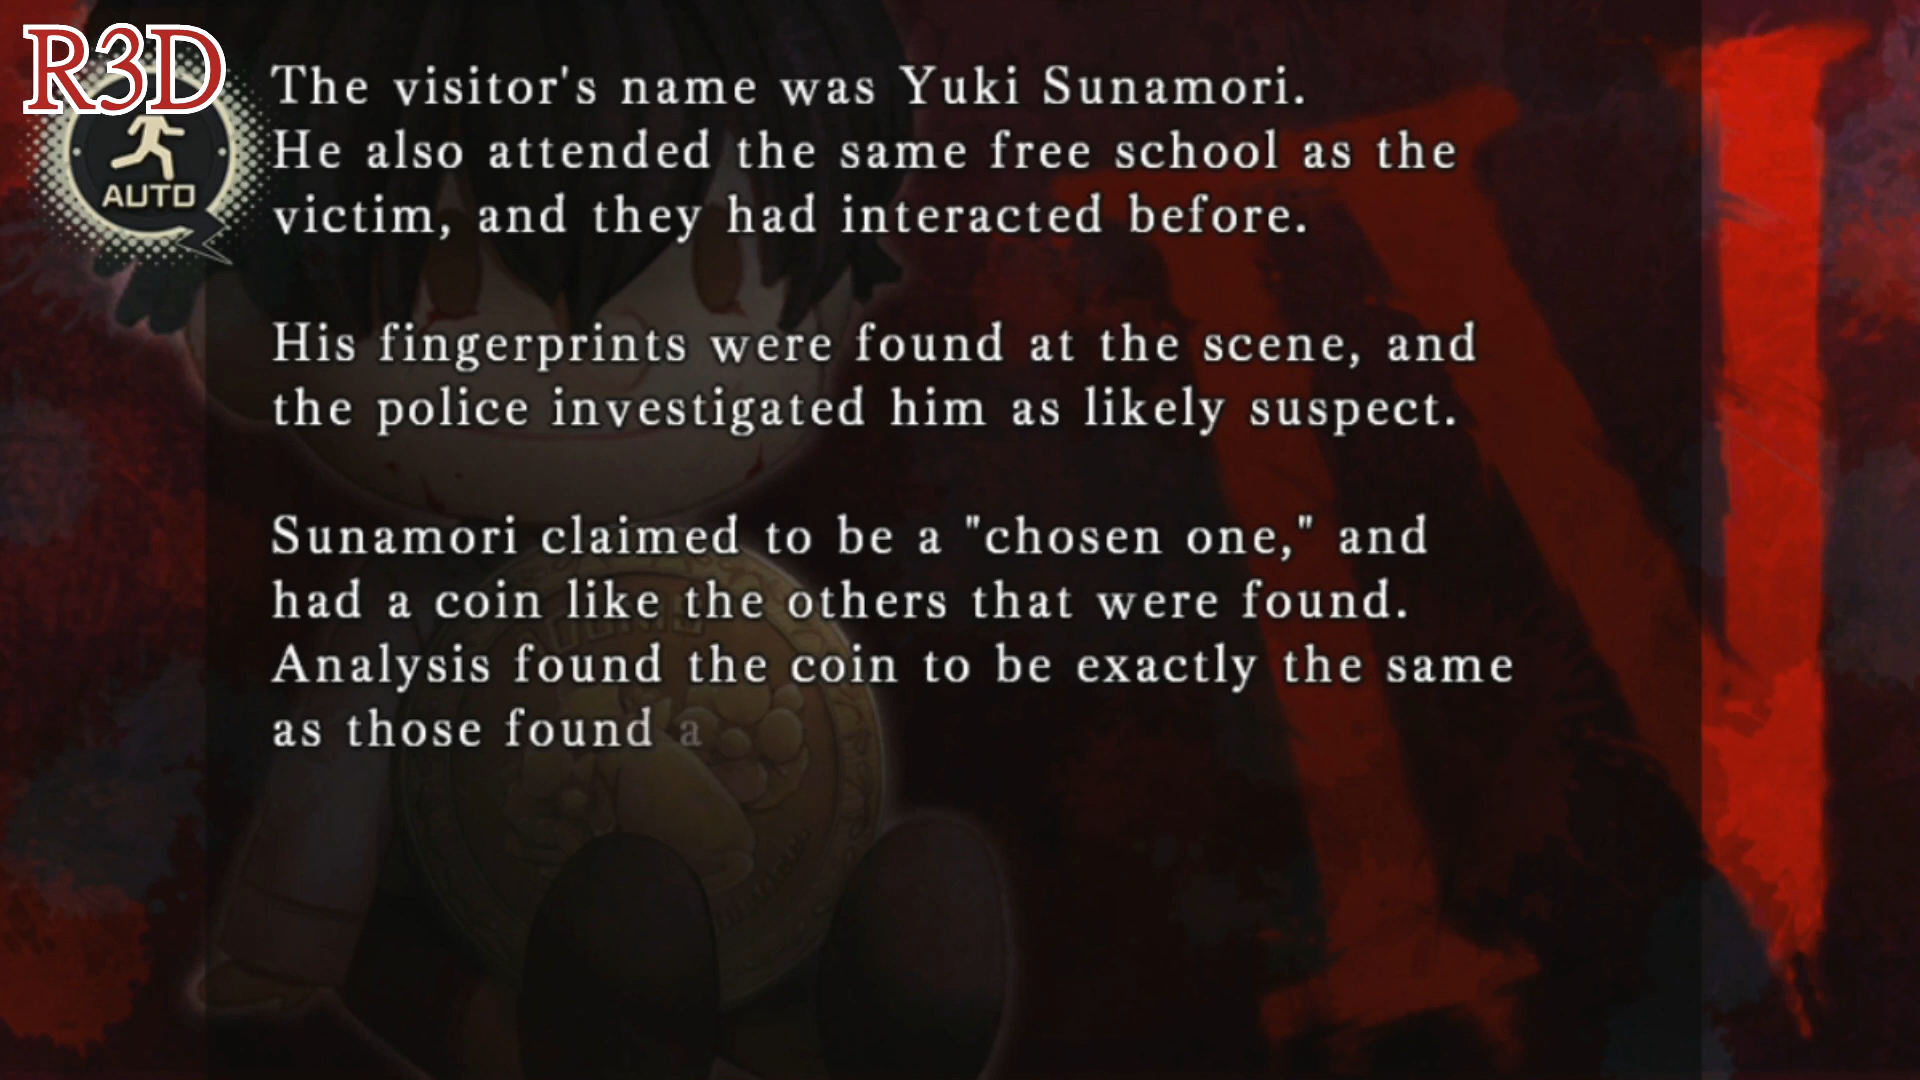 R3D
AUTO
The visitor's name was Yuki Sunamori.
He also attended the same free school as the
victim, and they had interacted before.
His fingerprints were found at the scene, and
the police investigated him as likely suspect.
Sunamori claimed to be a "chosen one," and
had a coin like the others that were found.
Analysis found the coin to be exactly the same
as those found a